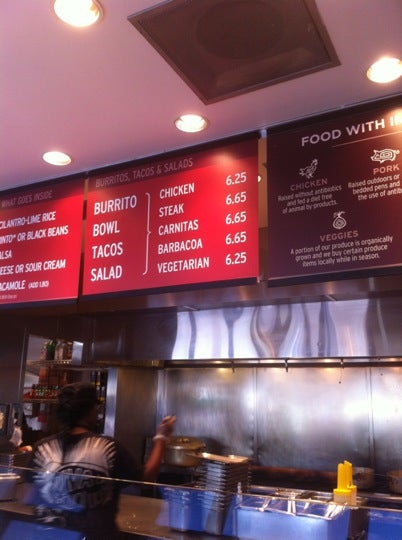 WHAT GOES INSIDE
CILANTRO-LIME RICE
PINTO* OR BLACK BEANS
SALSA
CHEESE OR SOUR CREAM
GUACAMOLE (ADD 1.80)
BURRITOS, TACOS & SALADS
BURRITO
BOWL
TACOS
SALAD
CHICKEN 6.25
STEAK 6.65
CARNITAS 6.65
BARBACOA 6.65
VEGETARIAN 6.25
FOOD WITH
CHICKEN
Raised without antibiotics
and fed a diet free
of animal by products.
PORK
Raised outdoors or
bedded pens and
the use of antib
VEGGIES
A portion of our produce is organically
grown and we buy certain produce
items locally while in season.